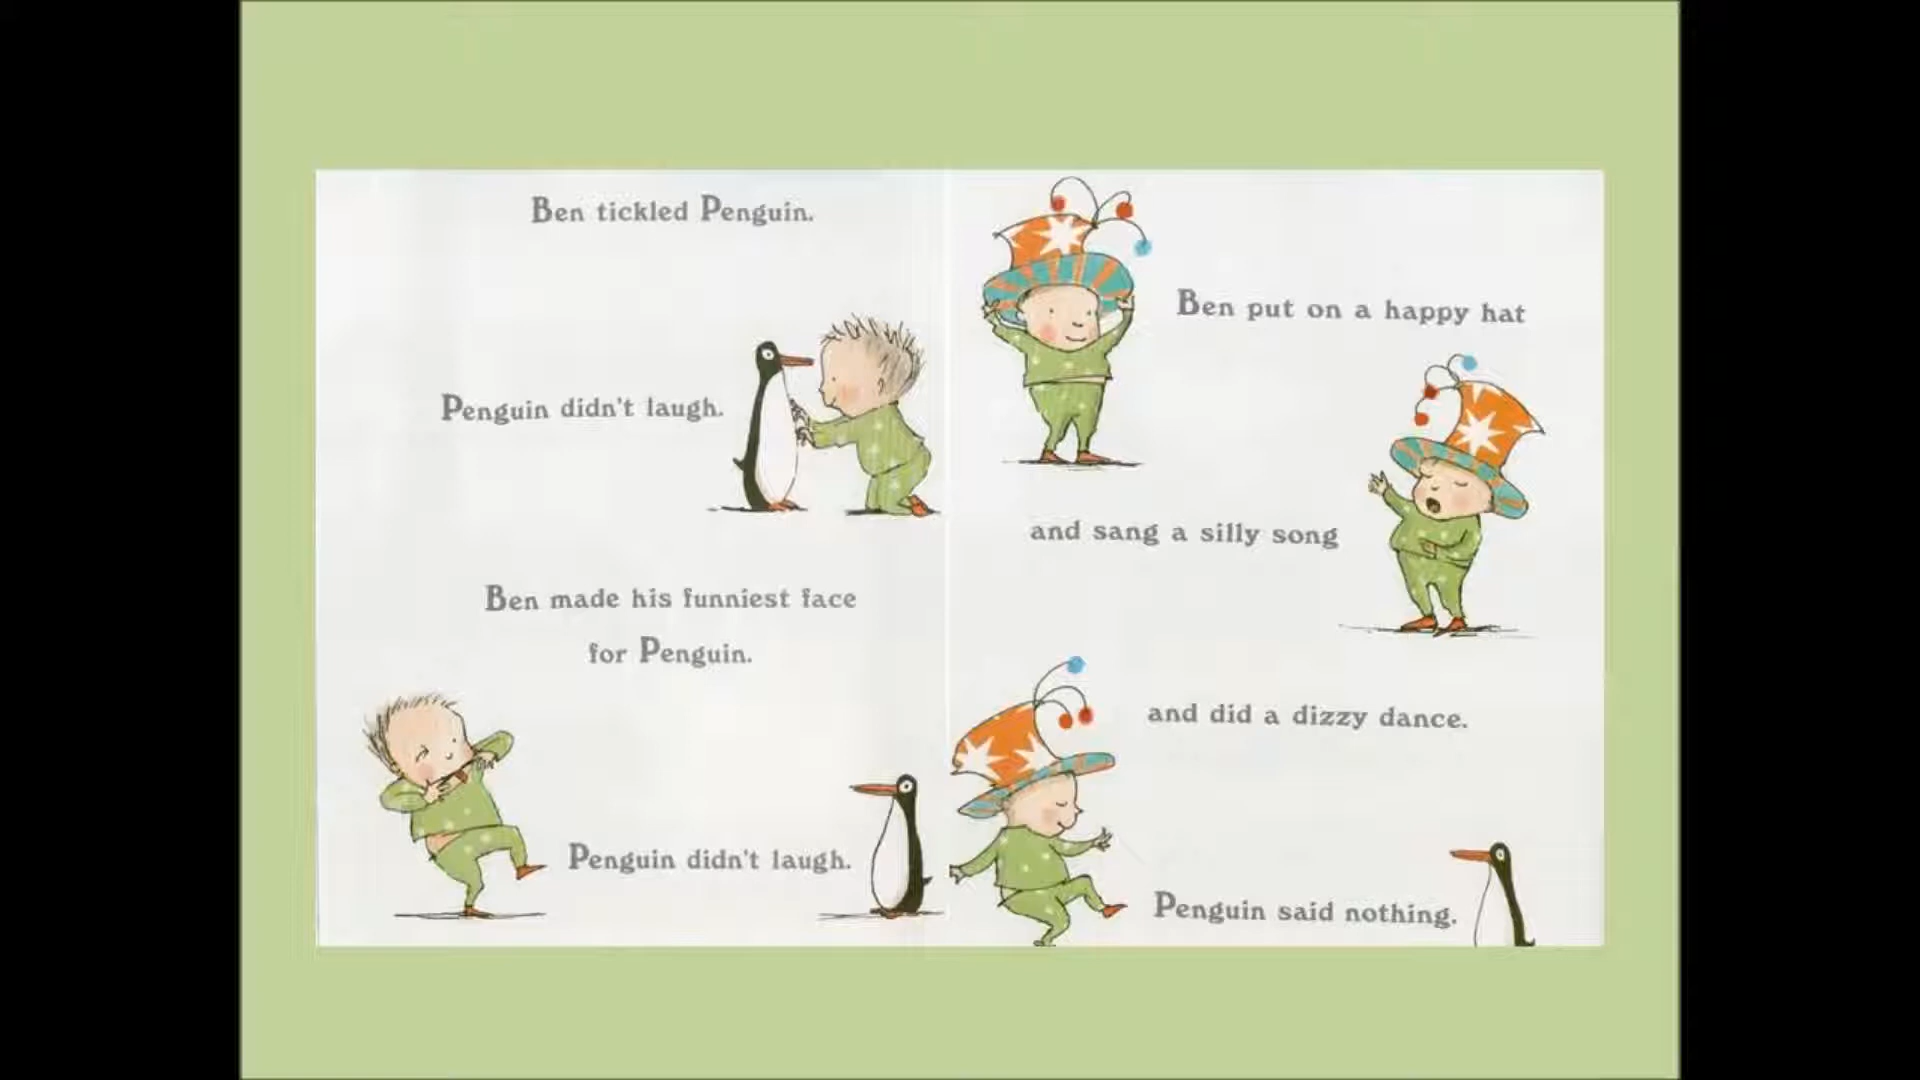 Ben tickled Penguin.
Penguin didn't laugh.
Ben made his funniest face
for Penguin.
Penguin didn't laugh.
Ben put on a happy hat
and sang a silly song
and did a dizzy dance.
Penguin said nothing.